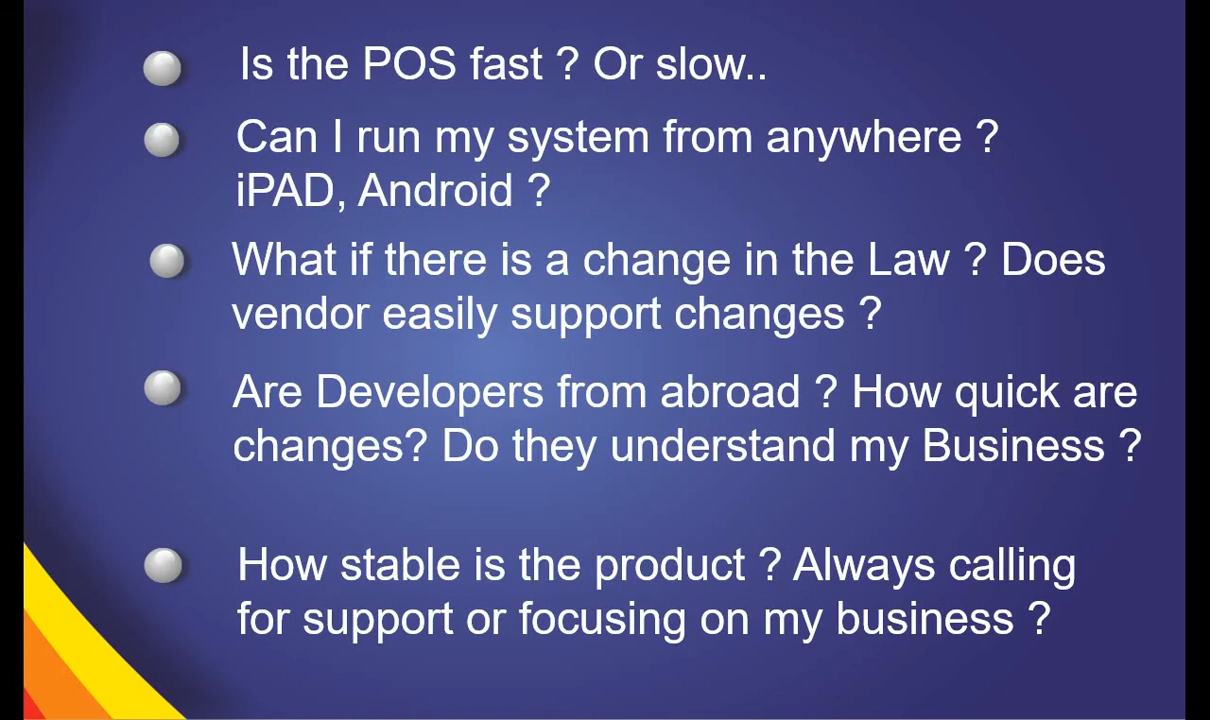 Is the POS fast ? Or slow..
Can I run my system from anywhere ?
iPAD, Android ?
What if there is a change in the Law ? Does
vendor easily support changes ?
Are Developers from abroad ? How quick are
changes? Do they understand my Business ?
How stable is the product ? Always calling
for support or focusing on my business ?